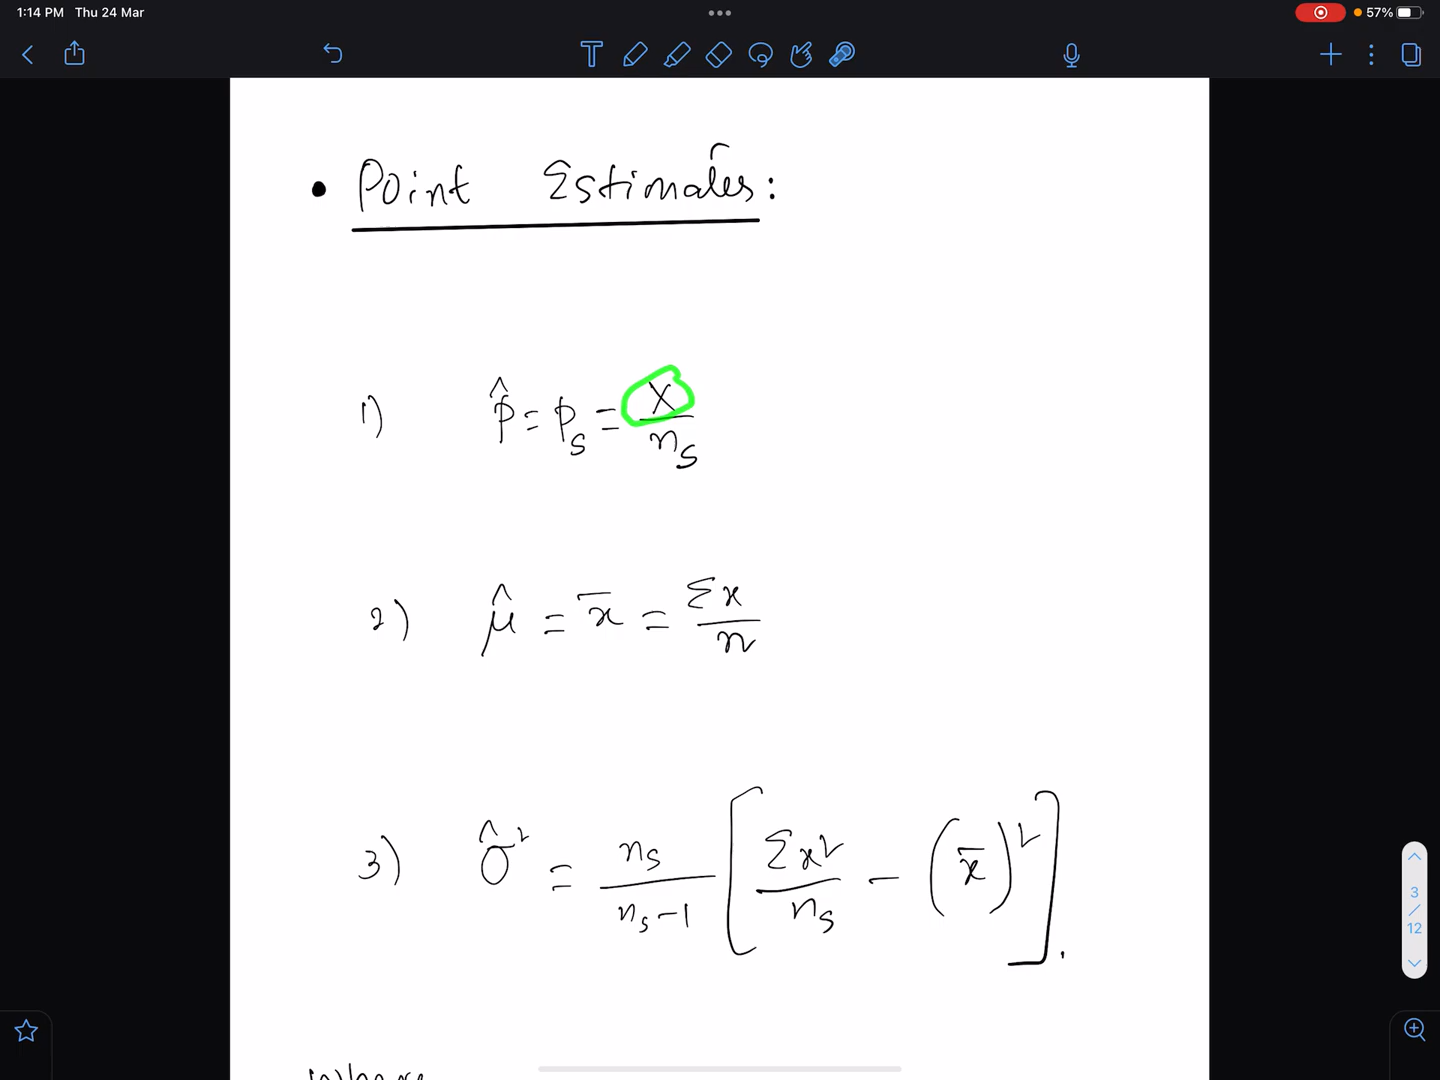 1:14 PM Thu 24 Mar
57%
• Point Estimates:
1) p̂ = pₛ = X/nₛ
2) μ̂ = x̄ = Σx/n
3) σ̂² = nₛ/(nₛ-1) [Σx²/nₛ - (x̄)²].
3
/
12
Where